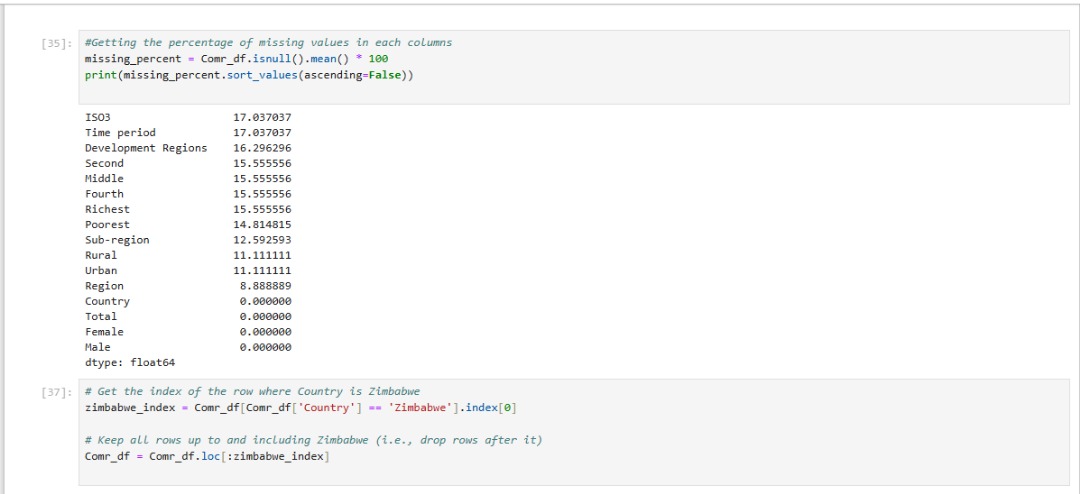 [35]: #Getting the percentage of missing values in each columns
missing_percent = Comr_df.isnull().mean() * 100
print(missing_percent.sort_values(ascending=False))
ISO3 17.037037
Time period 17.037037
Development Regions 16.296296
Second 15.555556
Middle 15.555556
Fourth 15.555556
Richest 15.555556
Poorest 14.814815
Sub-region 12.592593
Rural 11.111111
Urban 11.111111
Region 8.888889
Country 0.000000
Total 0.000000
Female 0.000000
Male 0.000000
dtype: float64
[37]: # Get the index of the row where Country is Zimbabwe
zimbabwe_index = Comr_df[Comr_df['Country'] == 'Zimbabwe'].index[0]
# Keep all rows up to and including Zimbabwe (i.e., drop rows after it)
Comr_df = Comr_df.loc[:zimbabwe_index]